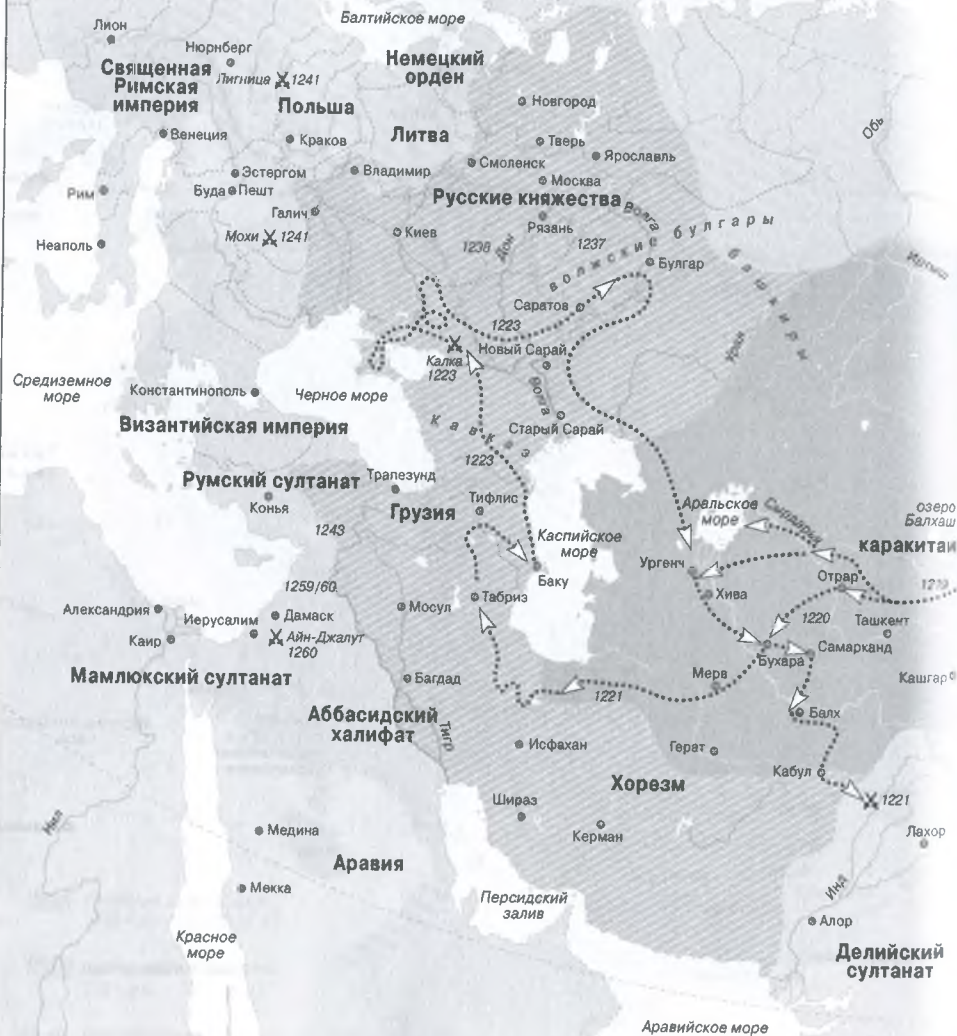 Балтийское море
Лион
Нюрнберг
Немецкий
орден
Священная
Римская
империя
Лигница 1241
Польша
Новгород
Обь
Венеция
Краков
Литва
Тверь
Ярославль
Смоленск
Эстергом
Владимир
Москва
Рим
Буда Пешт
Русские княжества
Волга
Галич
Рязань
волжские булгары
Неаполь
Мохи 1241
Киев
1238
Дон
1237
Булгар
башкиры
Иртыш
Саратов
1223
Урал
Калка
1223
Новый Сарай
Средиземное
море
Константинополь
Черное море
Волга
Старый Сарай
Византийская империя
Кавказ
1223
Румский султанат
Трапезунд
Конья
Грузия
Тифлис
Аральское
море
Сырдарья
озеро
Балхаш
1243
Каспийское
море
каракитаи
Ургенч
Баку
Отрар
1219
1259/60
Хива
Александрия
Иерусалим
Дамаск
Мосул
Табриз
1220
Ташкент
Каир
Айн-Джалут
1260
Бухара
Самарканд
Мамлюкский султанат
Багдад
Мерв
Кашгар
1221
Аббасидский
халифат
Тигр
Балх
Исфахан
Герат
Кабул
Хорезм
1221
Шираз
Нил
Медина
Керман
Лахор
Аравия
Мекка
Персидский
залив
Инд
Алор
Красное
море
Делийский
султанат
Аравийское море